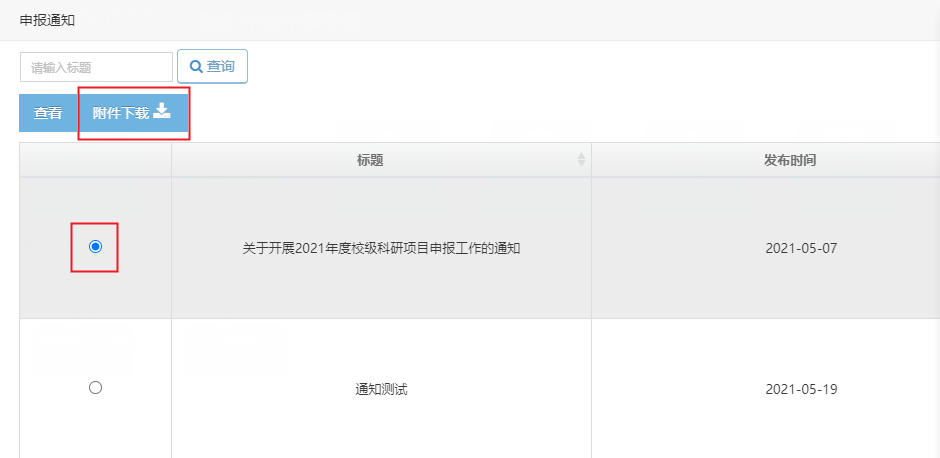 申报通知
请输入标题 查询
查看 附件下载
标题 发布时间
关于开展2021年度校级科研项目申报工作的通知 2021-05-07
通知测试 2021-05-19